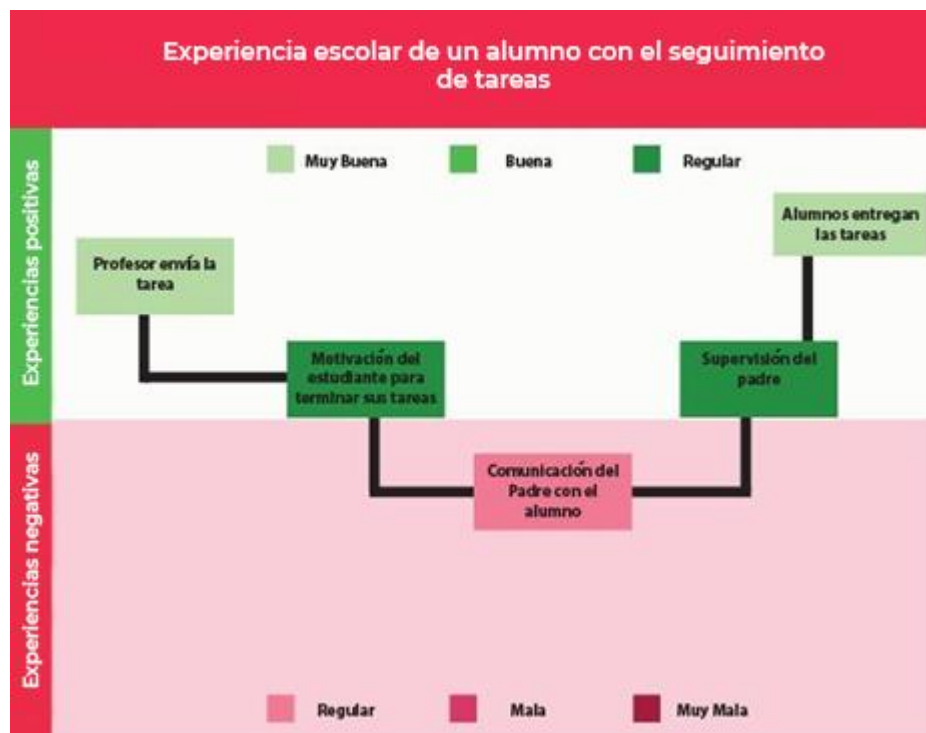 Experiencia escolar de un alumno con el seguimiento
de tareas
Experiencias positivas
Muy Buena
Buena
Regular
Alumnos entregan
las tareas
Profesor envía la
tarea
Motivación del
estudiante para
terminar sus tareas
Supervisión del
padre
Experiencias negativas
Comunicación del
Padre con el
alumno
Regular
Mala
Muy Mala